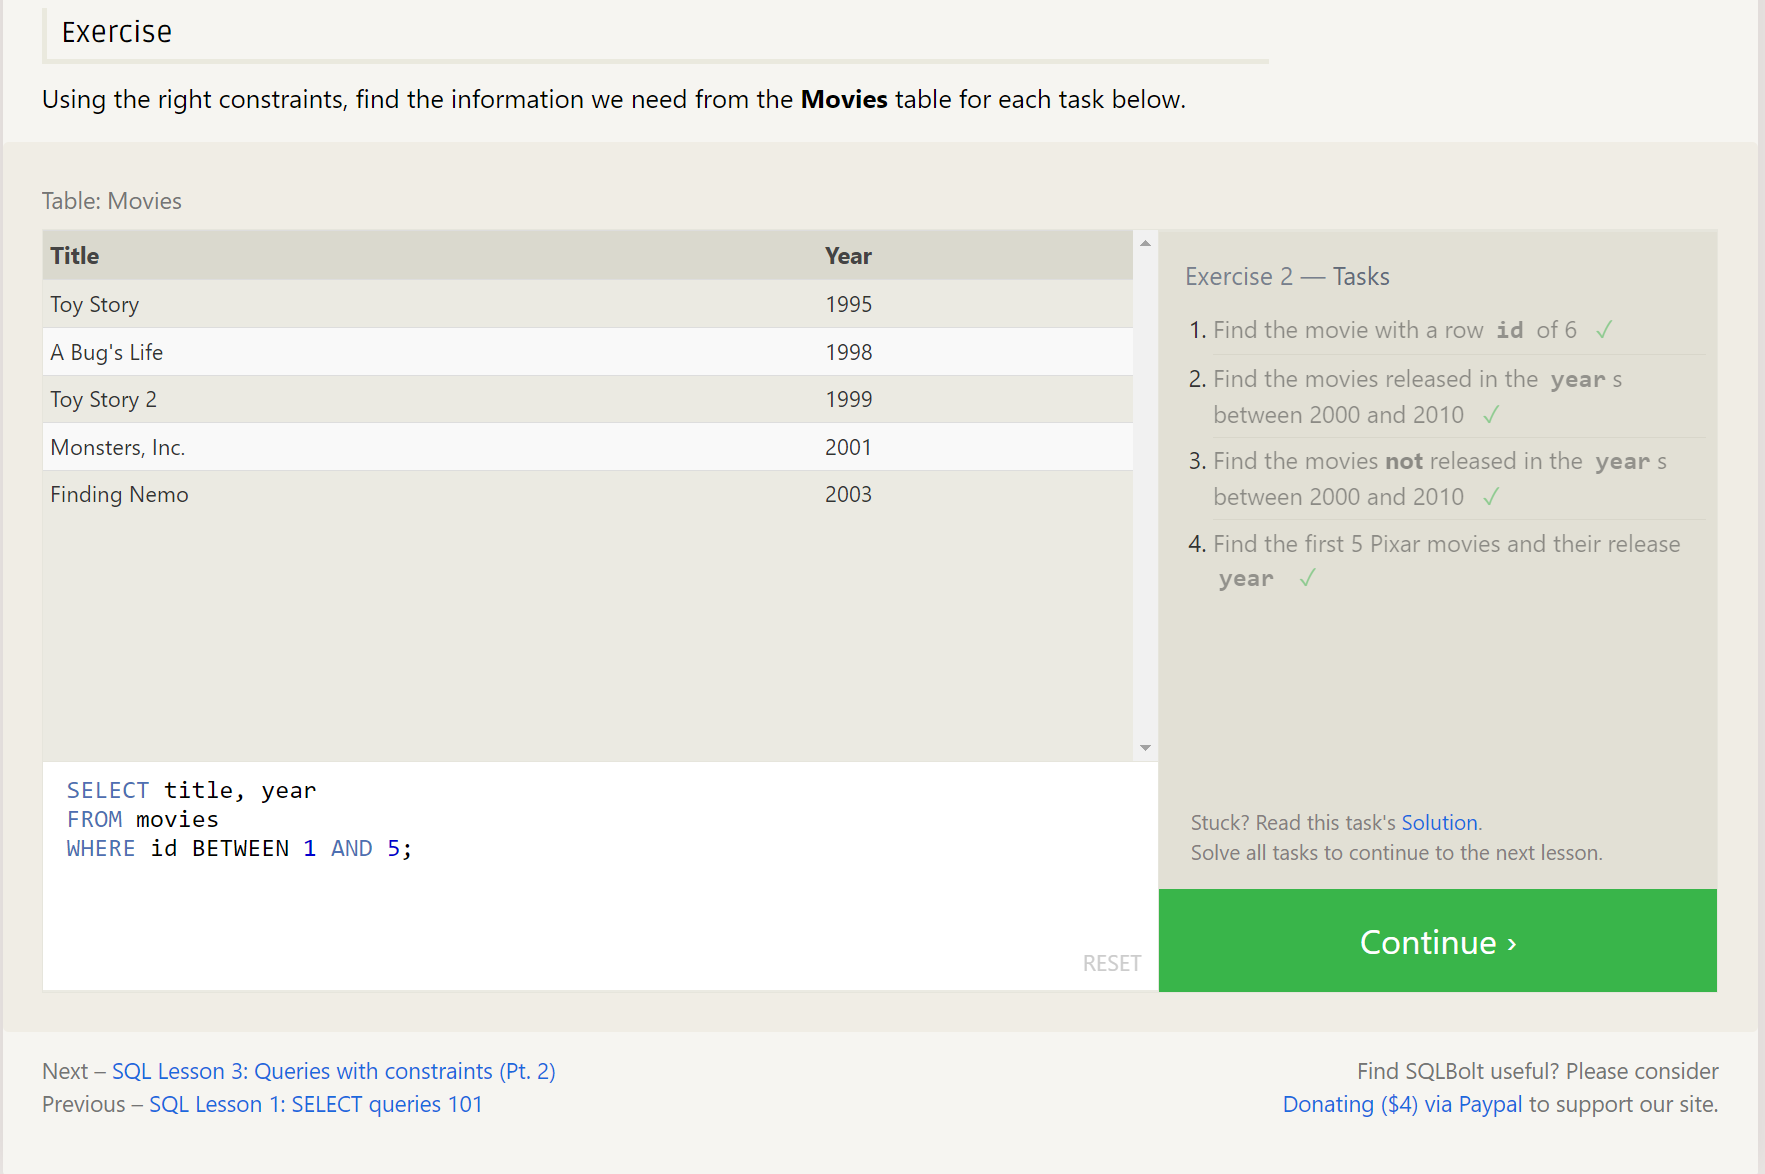 Exercise
Using the right constraints, find the information we need from the Movies table for each task below.
Table: Movies
Title Year
Toy Story 1995
A Bug's Life 1998
Toy Story 2 1999
Monsters, Inc. 2001
Finding Nemo 2003
SELECT title, year
FROM movies
WHERE id BETWEEN 1 AND 5;
RESET
Exercise 2 — Tasks
1. Find the movie with a row id of 6 ✓
2. Find the movies released in the year s
between 2000 and 2010 ✓
3. Find the movies not released in the year s
between 2000 and 2010 ✓
4. Find the first 5 Pixar movies and their release
year ✓
Stuck? Read this task's Solution.
Solve all tasks to continue to the next lesson.
Continue ›
Next – SQL Lesson 3: Queries with constraints (Pt. 2)
Previous – SQL Lesson 1: SELECT queries 101
Find SQLBolt useful? Please consider
Donating ($4) via Paypal to support our site.